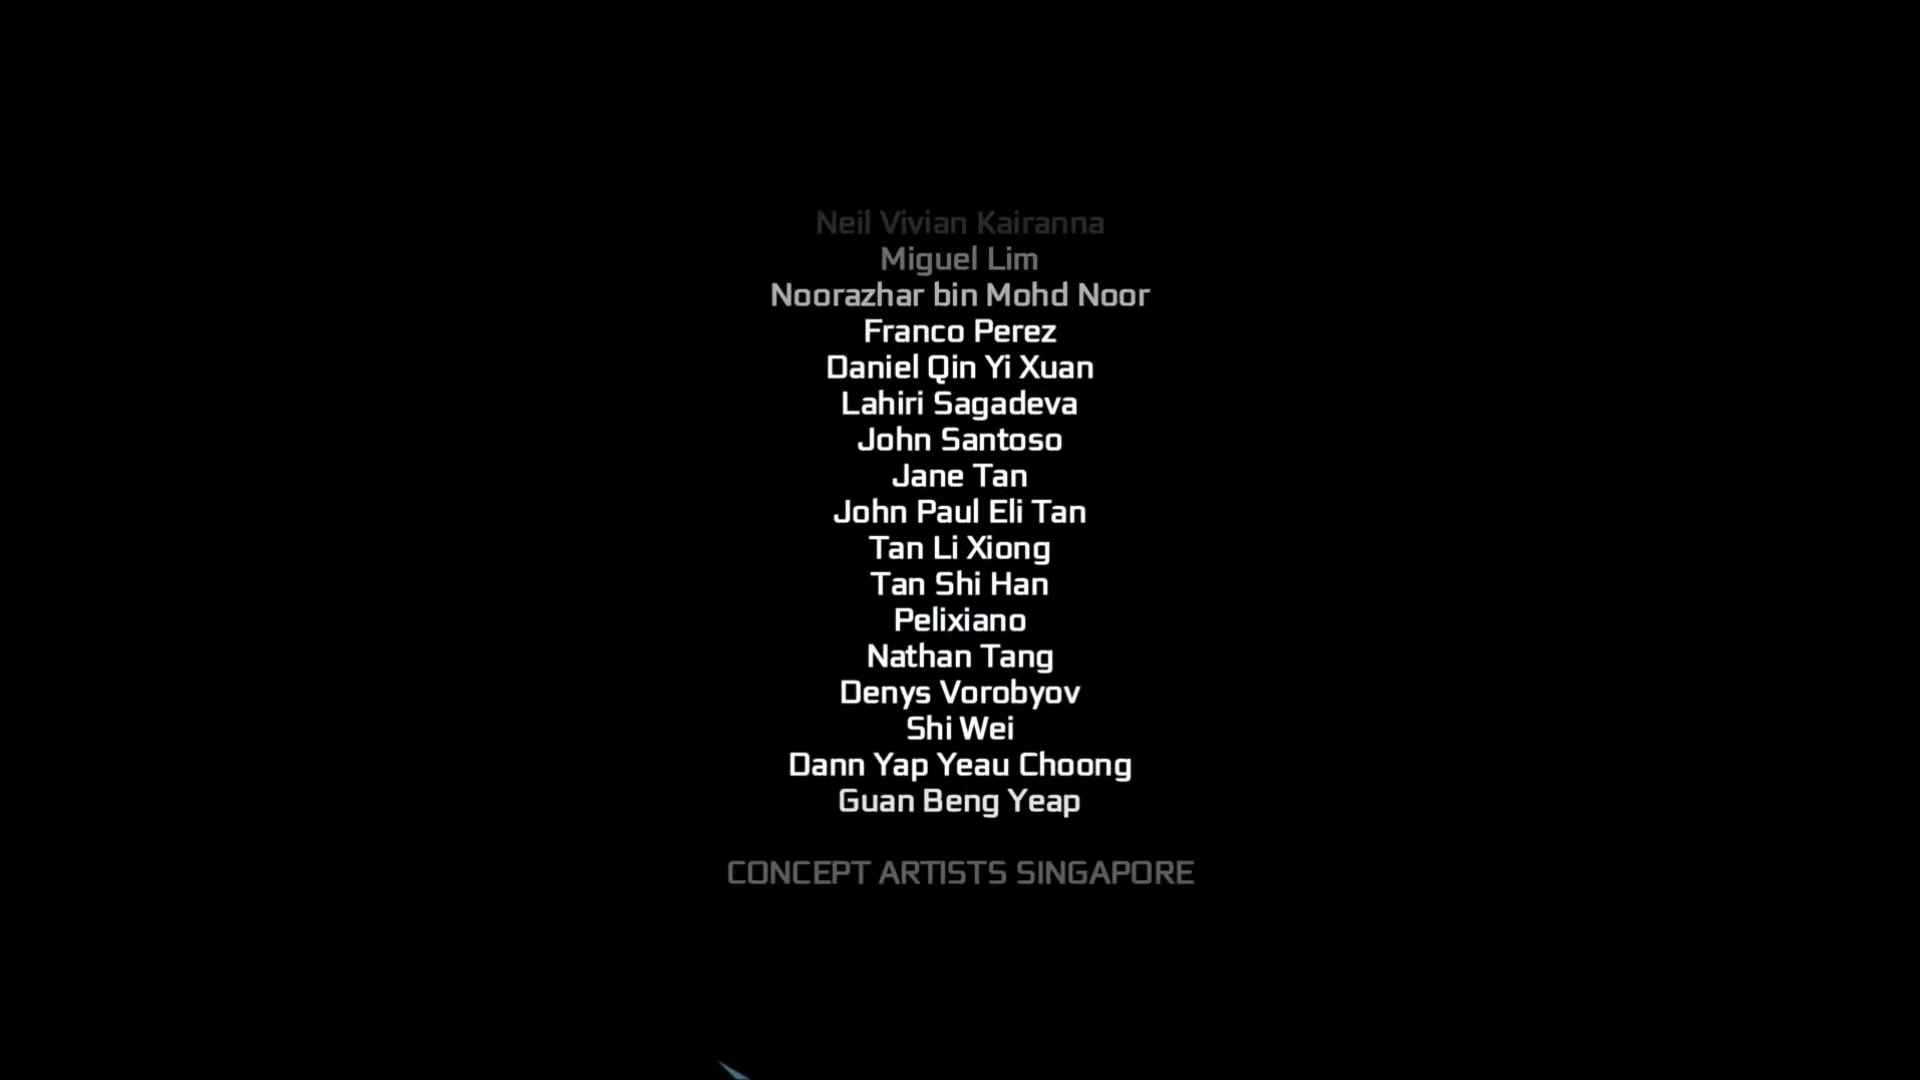 Neil Vivian Kairanna
Miguel Lim
Noorazhar bin Mohd Noor
Franco Perez
Daniel Qin Yi Xuan
Lahiri Sagadeva
John Santoso
Jane Tan
John Paul Eli Tan
Tan Li Xiong
Tan Shi Han
Pelixiano
Nathan Tang
Denys Vorobyov
Shi Wei
Dann Yap Yeau Choong
Guan Beng Yeap
CONCEPT ARTISTS SINGAPORE